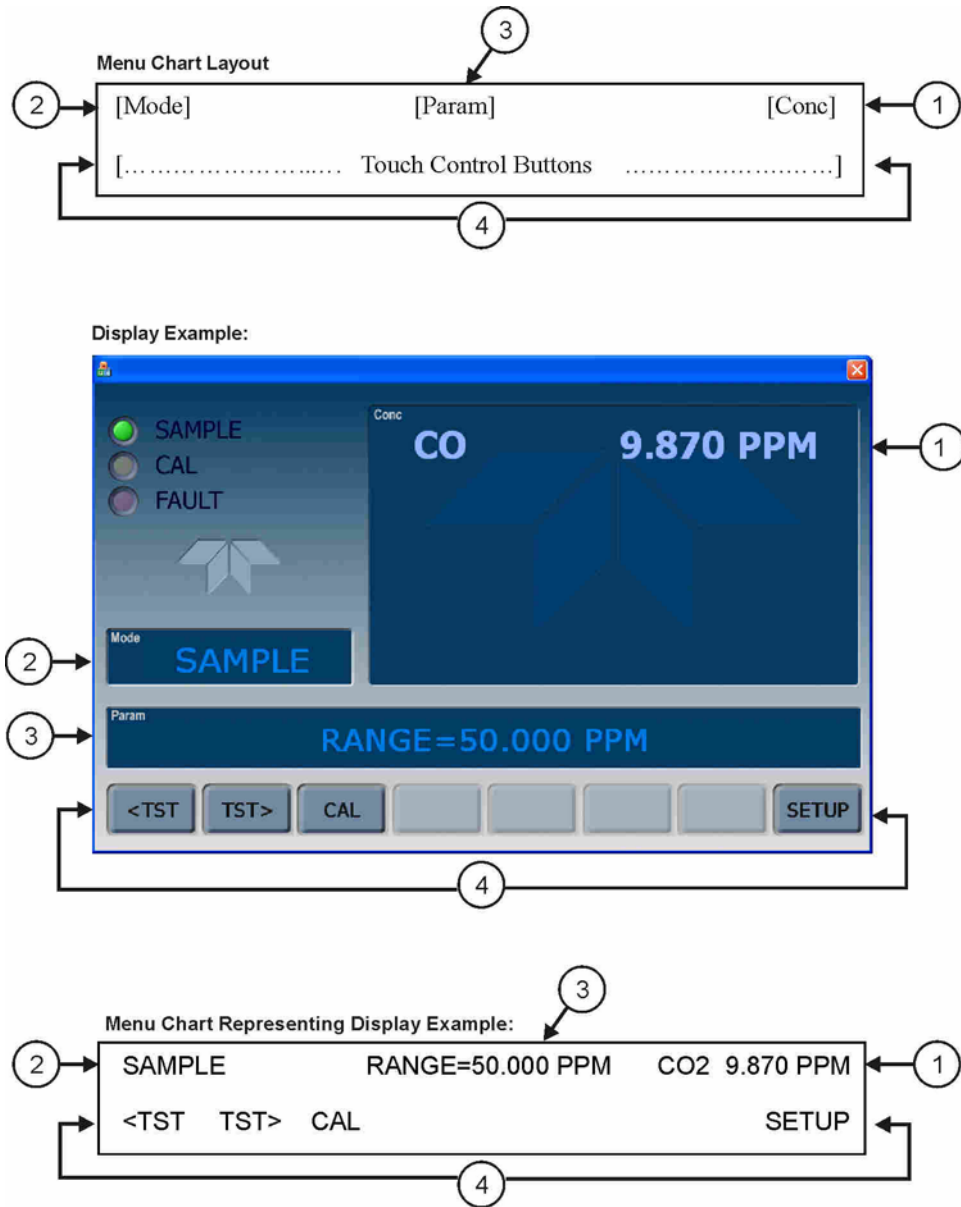 3
Menu Chart Layout
2 [Mode] [Param] [Conc] 1
[…………………...…. Touch Control Buttons ………….…….……]
4
Display Example:
SAMPLE
CAL
FAULT
Conc
CO 9.870 PPM
1
Mode
2
SAMPLE
Param
3
RANGE=50.000 PPM
<TST TST> CAL SETUP
4
3
Menu Chart Representing Display Example:
2 SAMPLE RANGE=50.000 PPM CO2 9.870 PPM 1
<TST TST> CAL SETUP
4